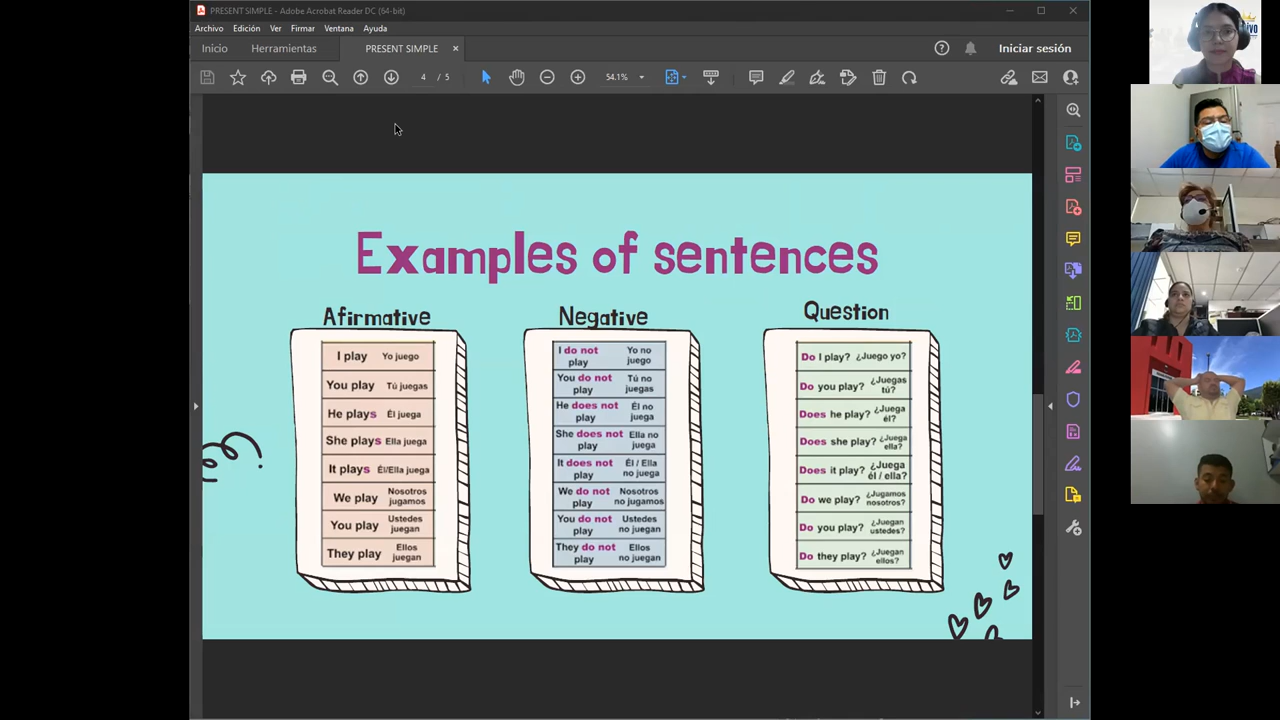 PRESENT SIMPLE - Adobe Acrobat Reader DC (64-bit)
Archivo Edición Ver Firmar Ventana Ayuda
Inicio Herramientas PRESENT SIMPLE × Iniciar sesión
4 / 5 54.1%
Examples of sentences
Afirmative
I play Yo juego
You play Tú juegas
He plays Él juega
She plays Ella juega
It plays Él/Ella juega
We play Nosotros jugamos
You play Ustedes juegan
They play Ellos juegan
Negative
I do not play Yo no juego
You do not play Tú no juegas
He does not play Él no juega
She does not play Ella no juega
It does not play Él / Ella no juega
We do not play Nosotros no jugamos
You do not play Ustedes no juegan
They do not play Ellos no juegan
Question
Do I play? ¿Juego yo?
Do you play? ¿Juegas tú?
Does he play? ¿Juega él?
Does she play? ¿Juega ella?
Does it play? ¿Juega él / ella?
Do we play? ¿Jugamos nosotros?
Do you play? ¿Juegan ustedes?
Do they play? ¿Juegan ellos?